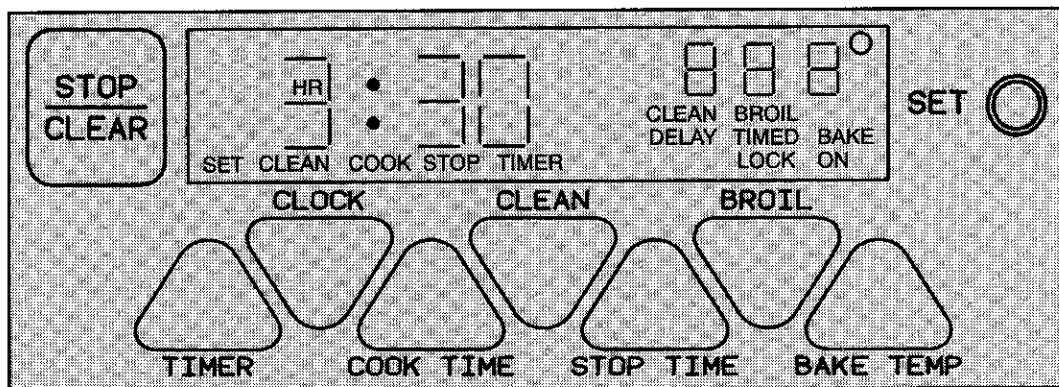 STOP
CLEAR
HR
3:30
888°
CLEAN BROIL
DELAY TIMED BAKE
LOCK ON
SET CLEAN COOK STOP TIMER
SET
CLOCK CLEAN BROIL
TIMER COOK TIME STOP TIME BAKE TEMP